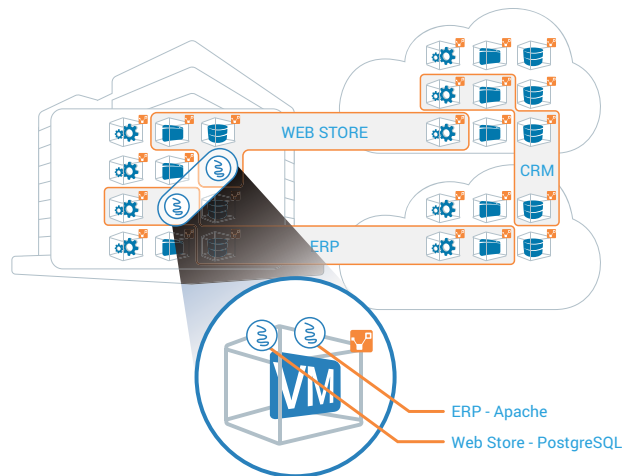 WEB STORE
CRM
ERP
VM
ERP - Apache
Web Store - PostgreSQL